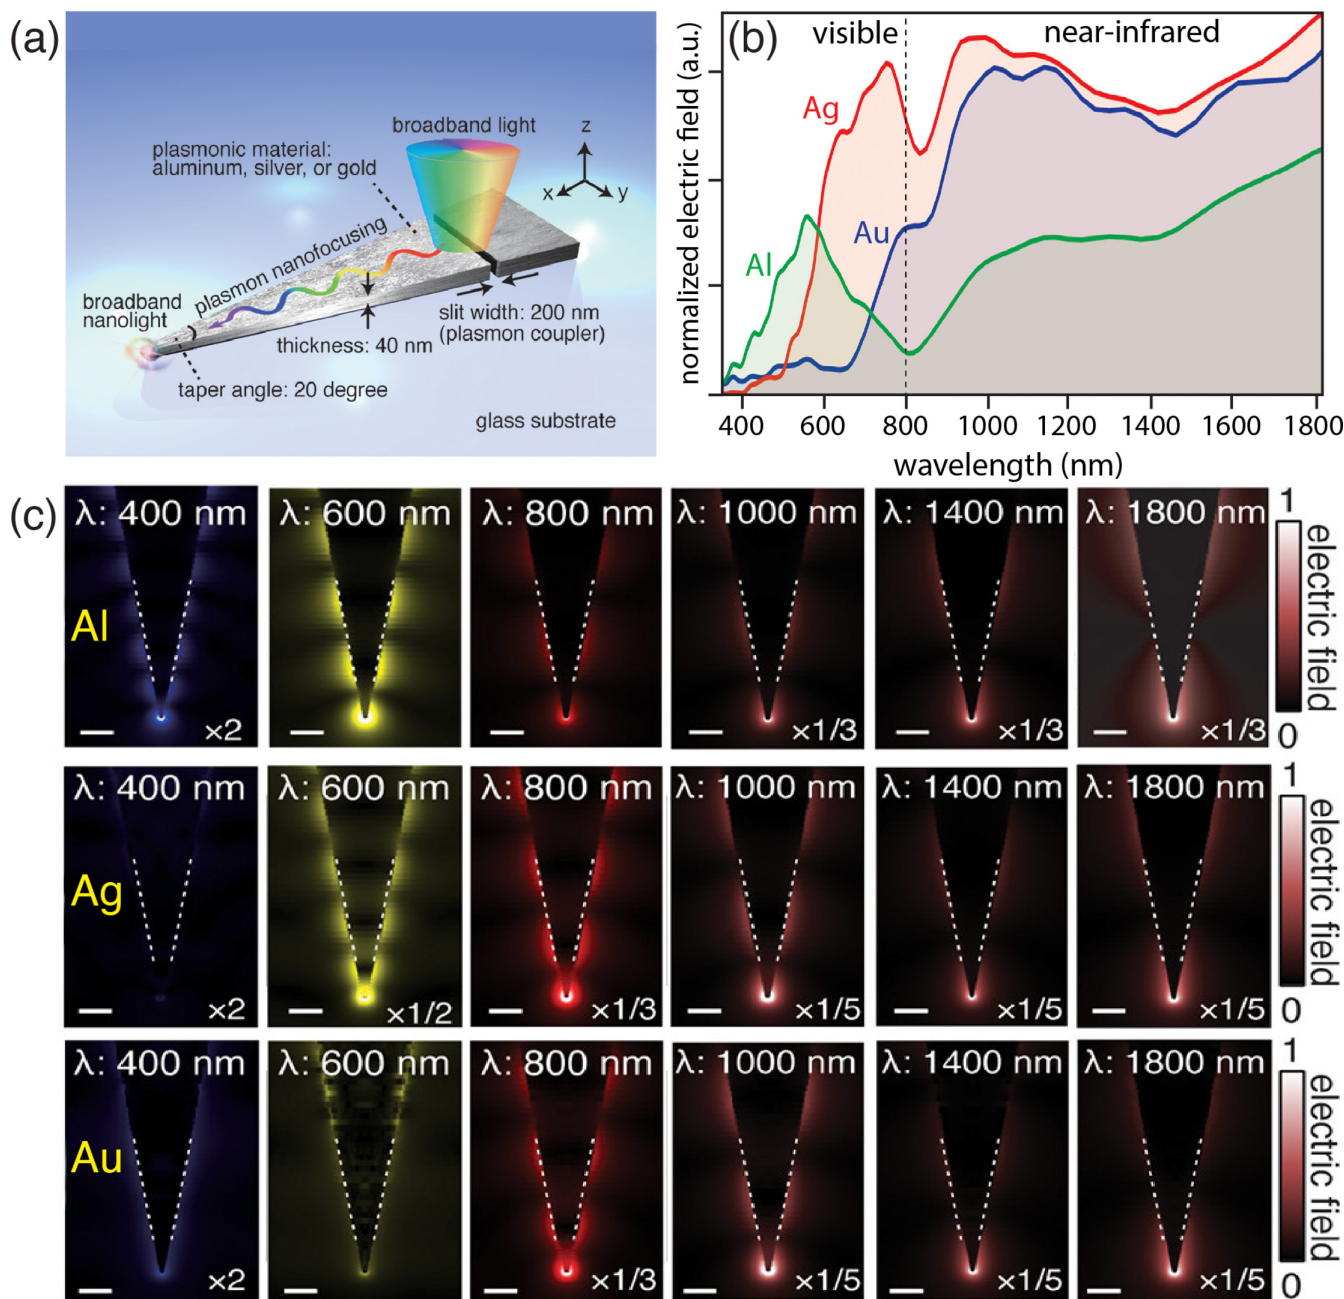 (a)
broadband light
plasmonic material:
aluminum, silver, or gold
z
x
y
plasmon nanofocusing
broadband
nanolight
slit width: 200 nm
(plasmon coupler)
thickness: 40 nm
taper angle: 20 degree
glass substrate
(b)
visible
near-infrared
Ag
Au
Al
normalized electric field (a.u.)
400
600
800
1000
1200
1400
1600
1800
wavelength (nm)
(c)
λ: 400 nm
λ: 600 nm
λ: 800 nm
λ: 1000 nm
λ: 1400 nm
λ: 1800 nm
Al
×2
×1/3
×1/3
×1/3
1
electric field
0
λ: 400 nm
λ: 600 nm
λ: 800 nm
λ: 1000 nm
λ: 1400 nm
λ: 1800 nm
Ag
×2
×1/2
×1/3
×1/5
×1/5
×1/5
1
electric field
0
λ: 400 nm
λ: 600 nm
λ: 800 nm
λ: 1000 nm
λ: 1400 nm
λ: 1800 nm
Au
×2
×1/3
×1/5
×1/5
×1/5
1
electric field
0